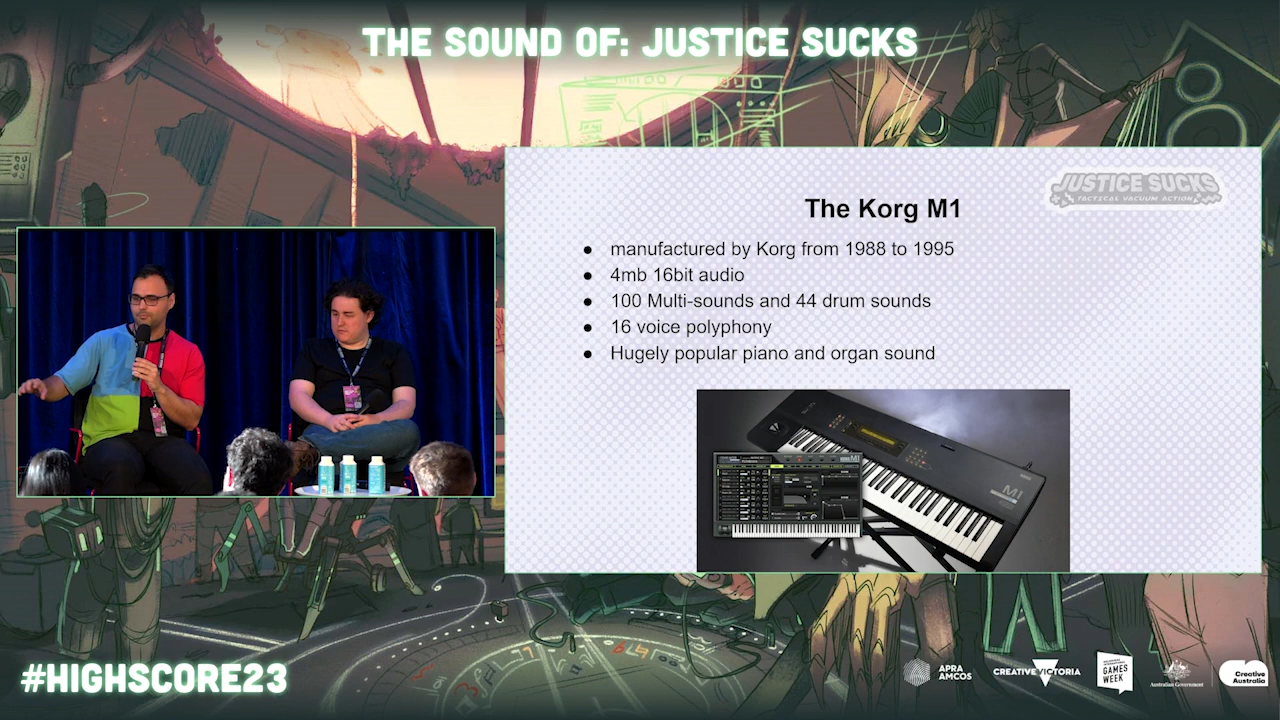 THE SOUND OF: JUSTICE SUCKS
JUSTICE SUCKS
TACTICAL VACUUM ACTION
The Korg M1
● manufactured by Korg from 1988 to 1995
● 4mb 16bit audio
● 100 Multi-sounds and 44 drum sounds
● 16 voice polyphony
● Hugely popular piano and organ sound
M1
M1
#HIGHSCORE23
APRA
AMCOS
CREATIVE VICTORIA
GAMES
WEEK
Australian Government
Creative
Australia